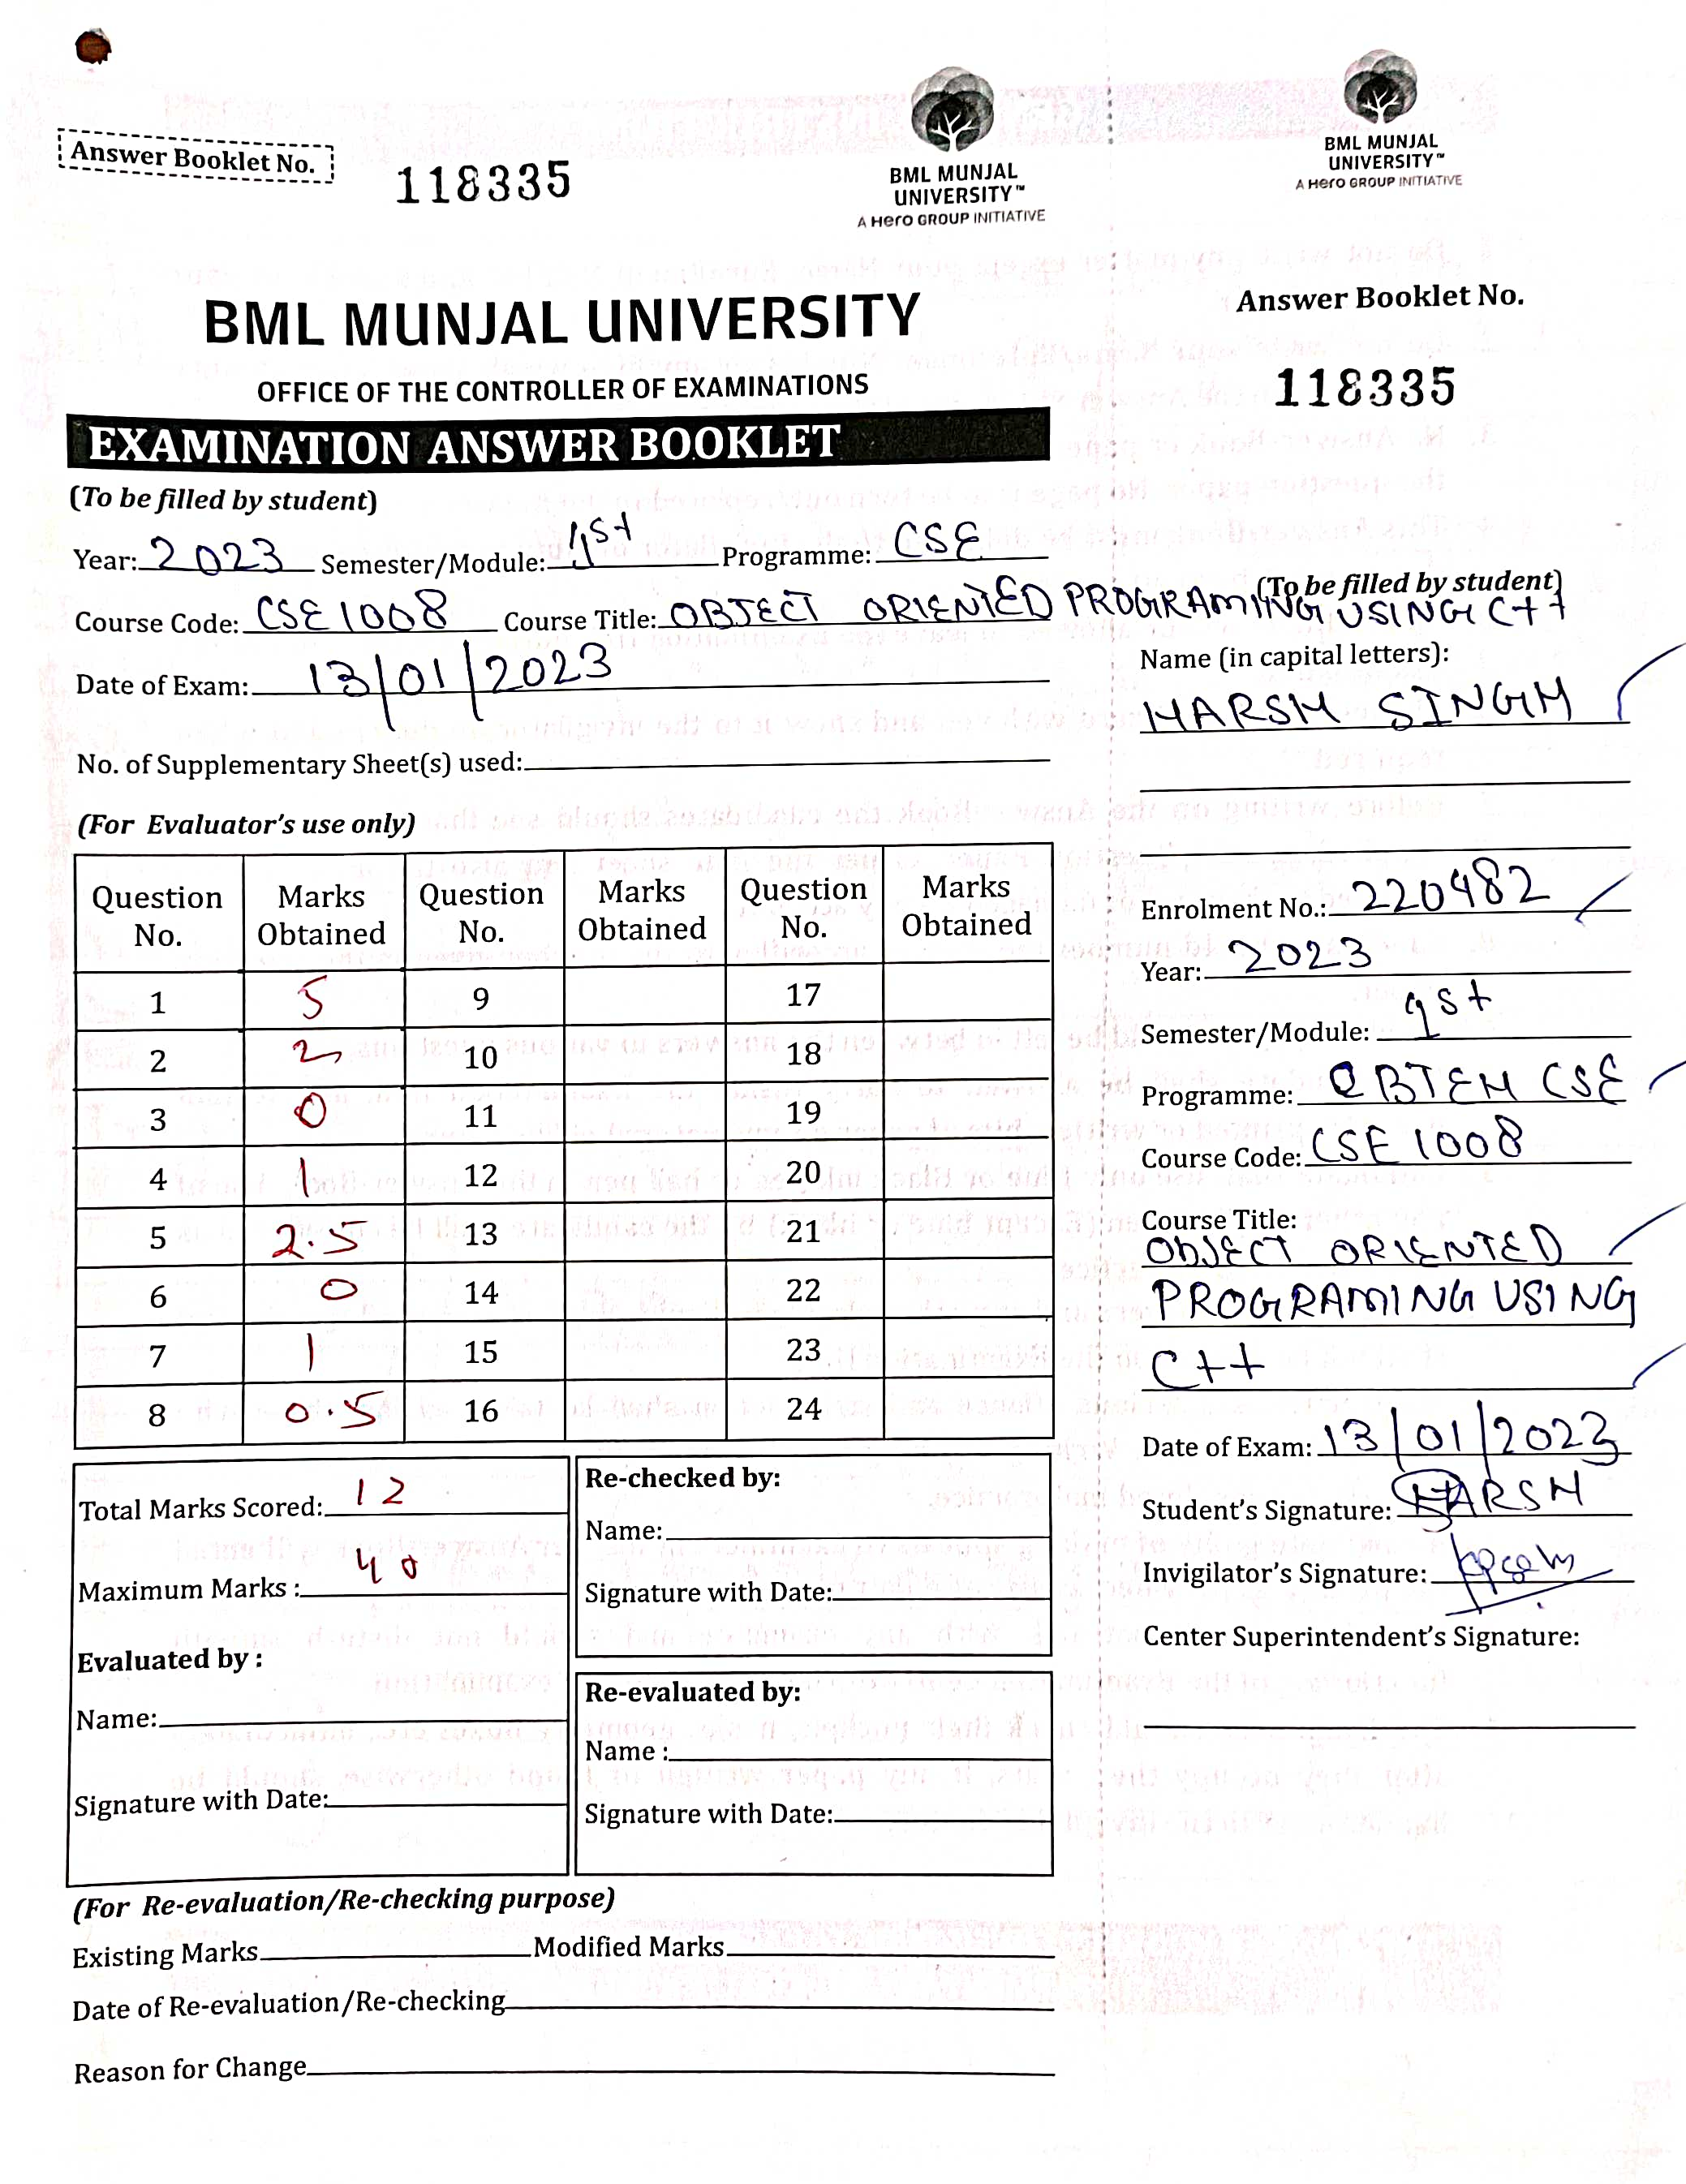 Answer Booklet No.
118335
BML MUNJAL
UNIVERSITY™
A Hero GROUP INITIATIVE
BML MUNJAL UNIVERSITY
OFFICE OF THE CONTROLLER OF EXAMINATIONS
EXAMINATION ANSWER BOOKLET
(To be filled by student)
Year: 2023 Semester/Module: 1st Programme: CSE
Course Code: CSE1008 Course Title: OBJECT ORIENTED PROGRAMING USING C++
Date of Exam: 13/01/2023
No. of Supplementary Sheet(s) used:
(For Evaluator's use only)
Question No. Marks Obtained Question No. Marks Obtained Question No. Marks Obtained
1 5 9 17
2 2 10 18
3 0 11 19
4 1 12 20
5 2.5 13 21
6 0 14 22
7 1 15 23
8 0.5 16 24
Total Marks Scored: 12
Maximum Marks : 40
Evaluated by :
Name:
Signature with Date:
Re-checked by:
Name:
Signature with Date:
Re-evaluated by:
Name :
Signature with Date:
(For Re-evaluation/Re-checking purpose)
Existing Marks Modified Marks
Date of Re-evaluation/Re-checking
Reason for Change
BML MUNJAL
UNIVERSITY™
A Hero GROUP INITIATIVE
Answer Booklet No.
118335
(To be filled by student)
Name (in capital letters):
HARSH SINGH
Enrolment No.: 220482
Year: 2023
Semester/Module: 1st
Programme: CSE
Course Code: CSE 1008
Course Title:
OBJECT ORIENTED
PROGRAMING USING
C++
Date of Exam: 13/01/2023
Student's Signature: HARSH
Invigilator's Signature:
Center Superintendent's Signature: